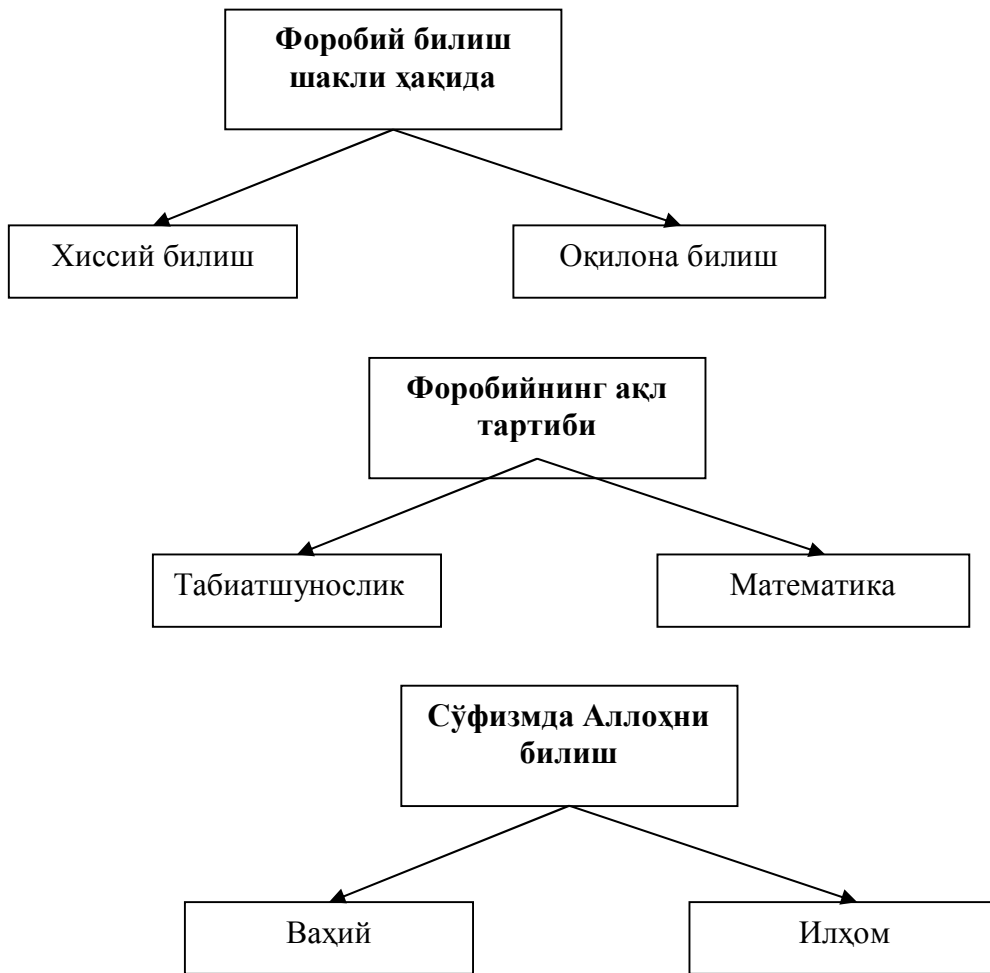 Форобий билиш
шакли ҳақида
Хиссий билиш
Оқилона билиш
Форобийнинг ақл
тартиби
Табиатшунослик
Математика
Сўфизмда Аллоҳни
билиш
Ваҳий
Илҳом